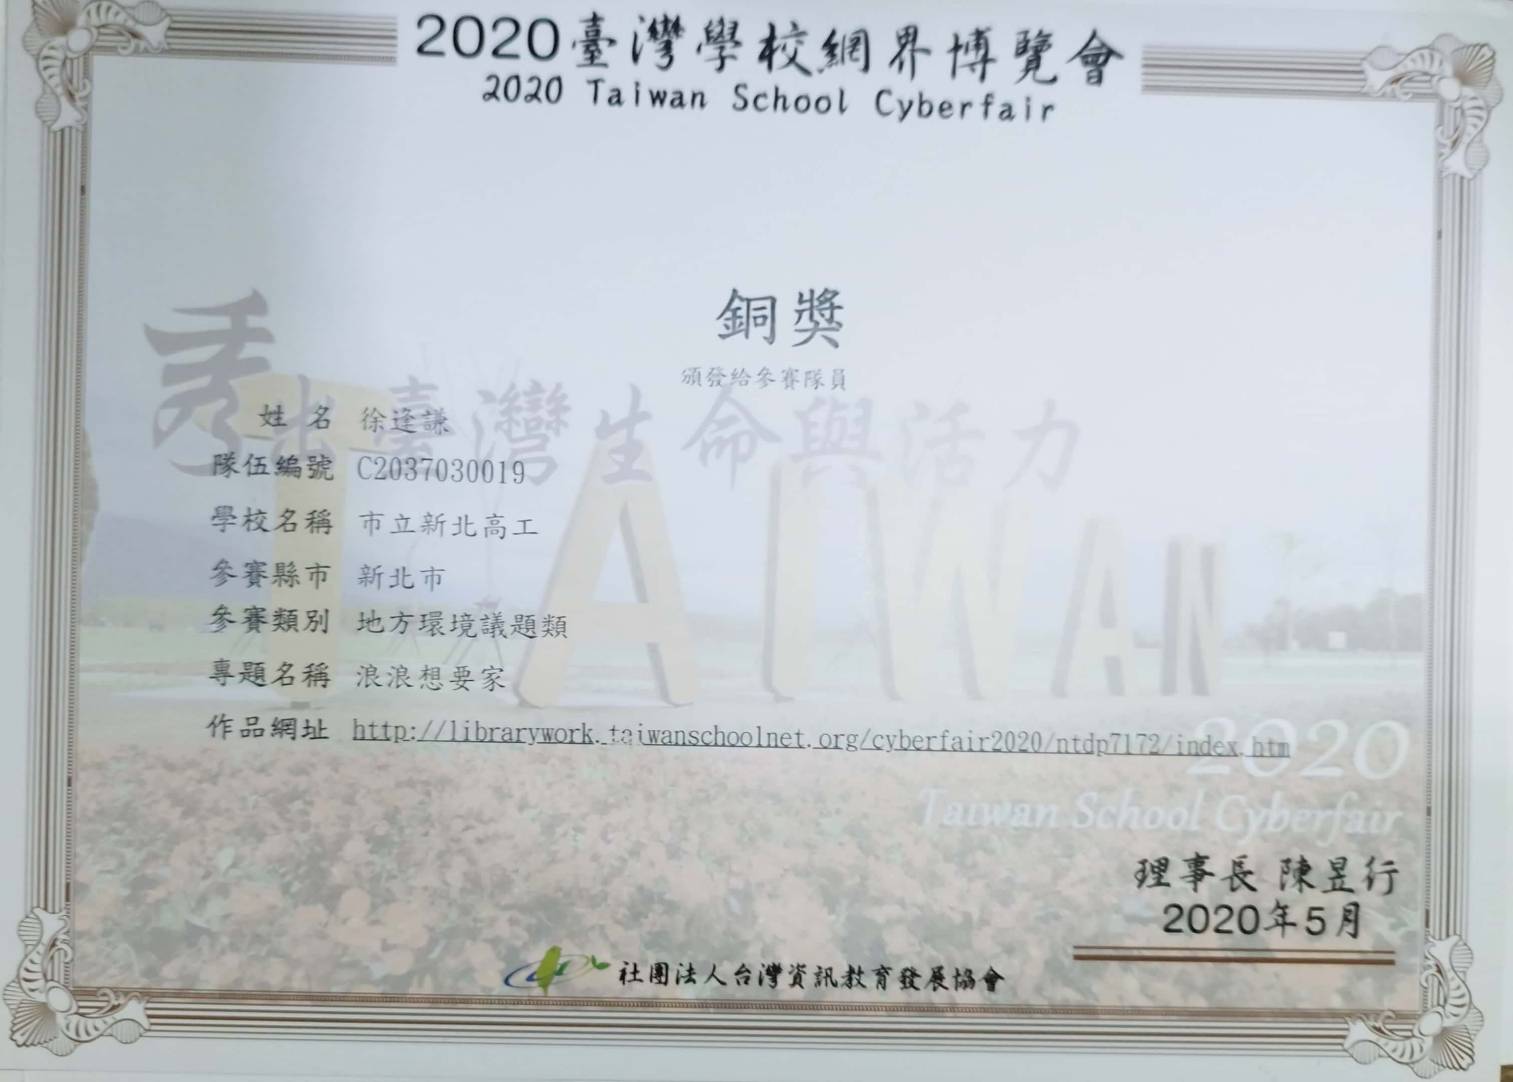 2020臺灣學校網界博覽會
2020 Taiwan School Cyberfair
銅獎
頒發給參賽隊員
秀出臺灣生命與活力
姓 名 徐逢謙
隊伍編號 C2037030019
學校名稱 市立新北高工
參賽縣市 新北市
參賽類別 地方環境議題類
專題名稱 浪浪想要家
作品網址 http://librarywork.taiwanschoolnet.org/cyberfair2020/ntdp7172/index.htm
TAIWAN
2020
Taiwan School Cyberfair
理事長 陳昱行
2020年5月
社團法人台灣資訊教育發展協會